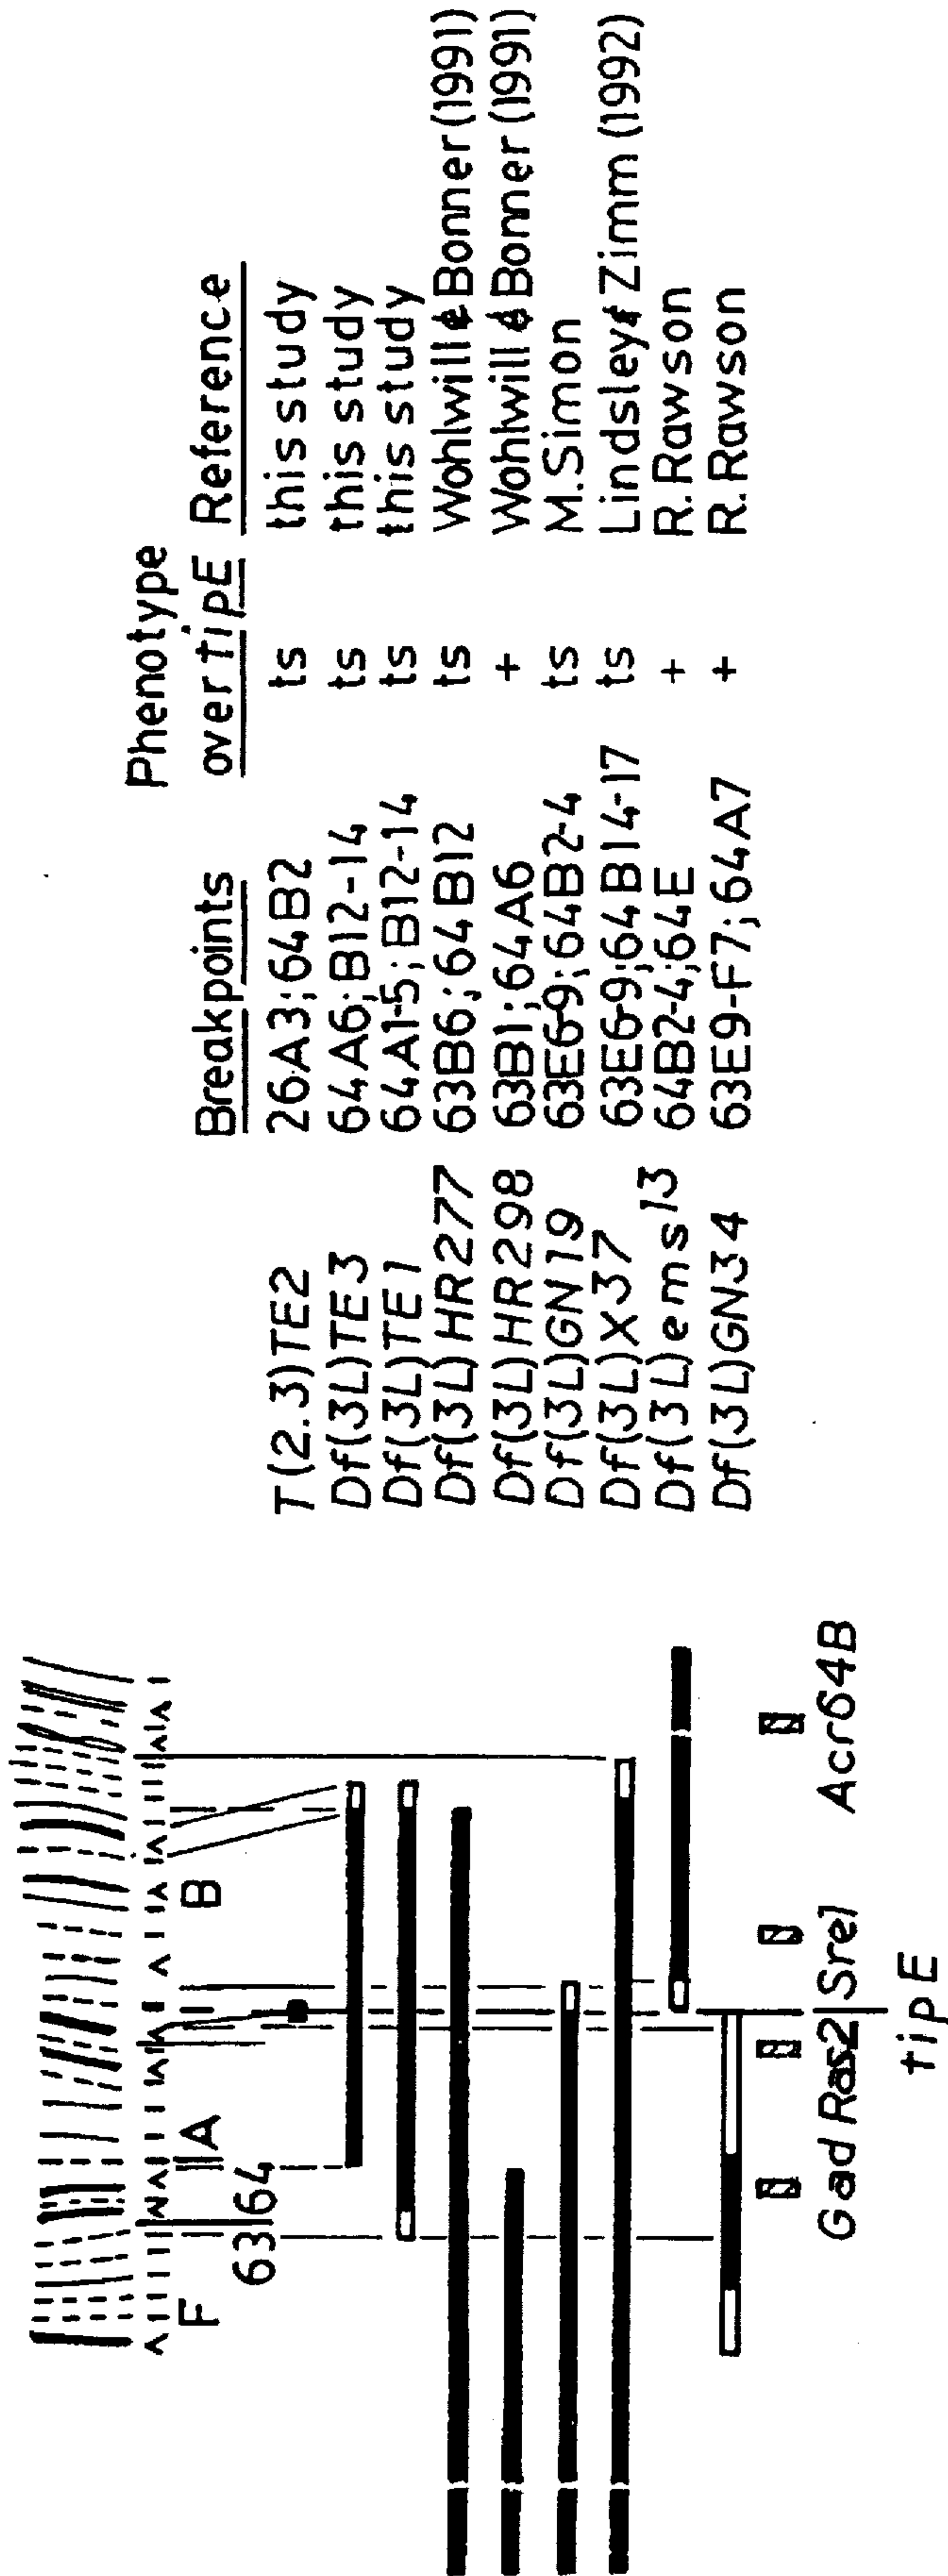 Phenotype
Breakpoints over tipE Reference
F A B
63 64
T(2.3)TE2 26A3;64B2 ts this study
Df(3L)TE3 64A6;B12-14 ts this study
Df(3L)TE1 64A1-5;B12-14 ts this study
Df(3L)HR277 63B6;64B12 ts Wohlwill & Bonner (1991)
Df(3L)HR298 63B1;64A6 + Wohlwill & Bonner (1991)
Df(3L)GN19 63E6-9;64B2-4 ts M.Simon
Df(3L)X37 63E6-9;64B14-17 ts Lindsley & Zimm (1992)
Df(3L)ems13 64B2-4;64E + R.Rawson
Df(3L)GN34 63E9-F7;64A7 + R.Rawson
Gad Ras2 Src1 Acr64B
tipE